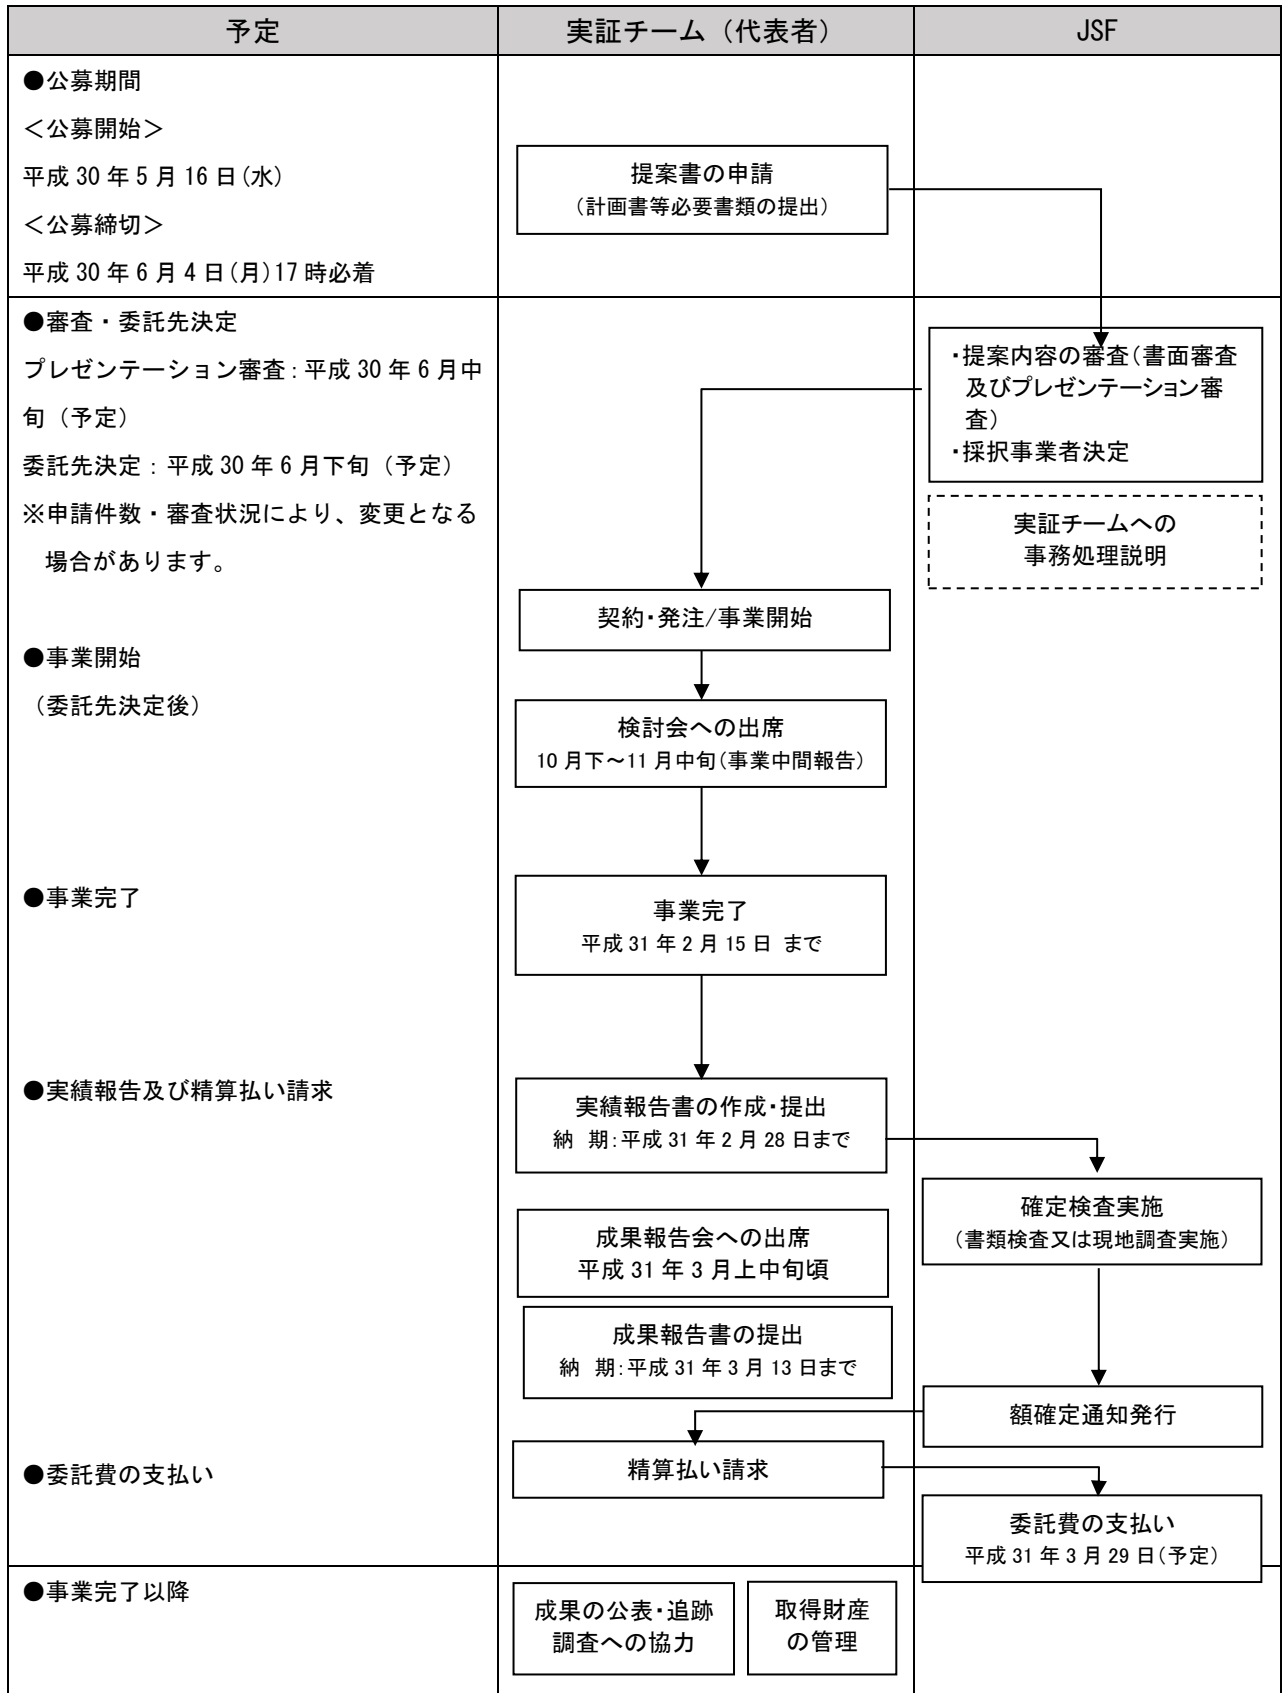 予定
実証チーム（代表者）
JSF
●公募期間
＜公募開始＞
平成 30 年 5 月 16 日(水)
＜公募締切＞
平成 30 年 6 月 4 日(月)17 時必着
提案書の申請
(計画書等必要書類の提出)
●審査・委託先決定
プレゼンテーション審査：平成 30 年 6 月中
旬（予定）
委託先決定：平成 30 年 6 月下旬（予定）
※申請件数・審査状況により、変更となる
場合があります。
・提案内容の審査（書面審査
及びプレゼンテーション審
査）
・採択事業者決定
実証チームへの
事務処理説明
契約・発注/事業開始
●事業開始
（委託先決定後）
検討会への出席
10 月下～11 月中旬（事業中間報告）
●事業完了
事業完了
平成 31 年 2 月 15 日 まで
●実績報告及び精算払い請求
実績報告書の作成・提出
納　期：平成 31 年 2 月 28 日まで
確定検査実施
（書類検査又は現地調査実施）
成果報告会への出席
平成 31 年 3 月上中旬頃
成果報告書の提出
納　期：平成 31 年 3 月 13 日まで
額確定通知発行
●委託費の支払い
精算払い請求
委託費の支払い
平成 31 年 3 月 29 日（予定）
●事業完了以降
成果の公表・追跡
調査への協力
取得財産
の管理